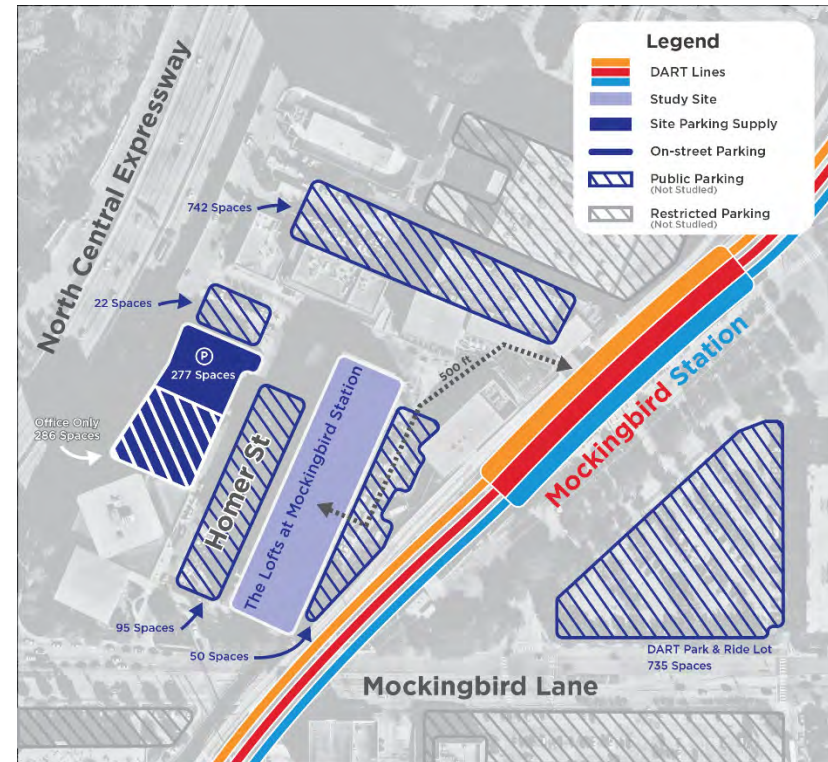 Legend
DART Lines
Study Site
Site Parking Supply
On-street Parking
Public Parking
(Not Studied)
Restricted Parking
(Not Studied)
North Central Expressway
742 Spaces
22 Spaces
P
277 Spaces
Office Only
286 Spaces
Homer St
The Lofts at Mockingbird Station
500 ft
Mockingbird Station
95 Spaces
50 Spaces
DART Park & Ride Lot
735 Spaces
Mockingbird Lane